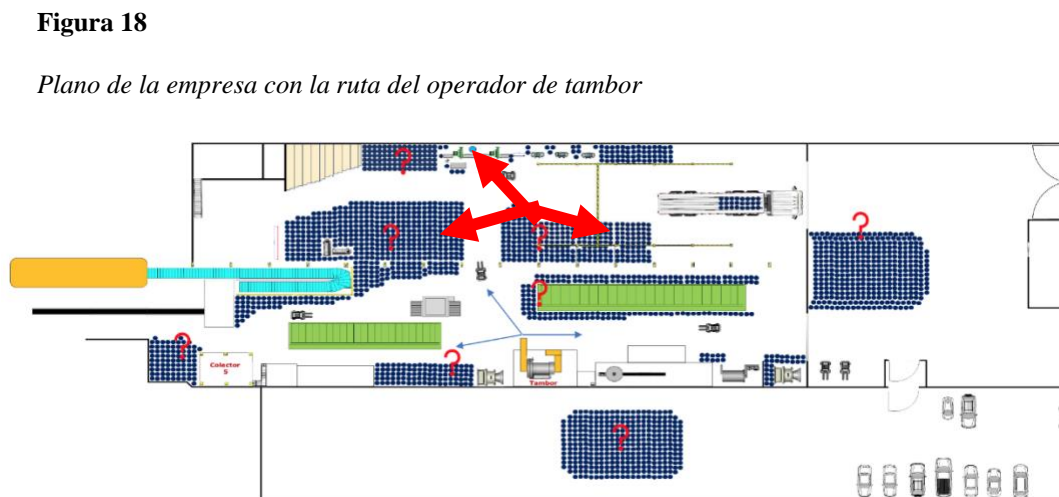 Figura 18
Plano de la empresa con la ruta del operador de tambor
?
?
?
?
?
?
?
?
Colector
5
Tambor